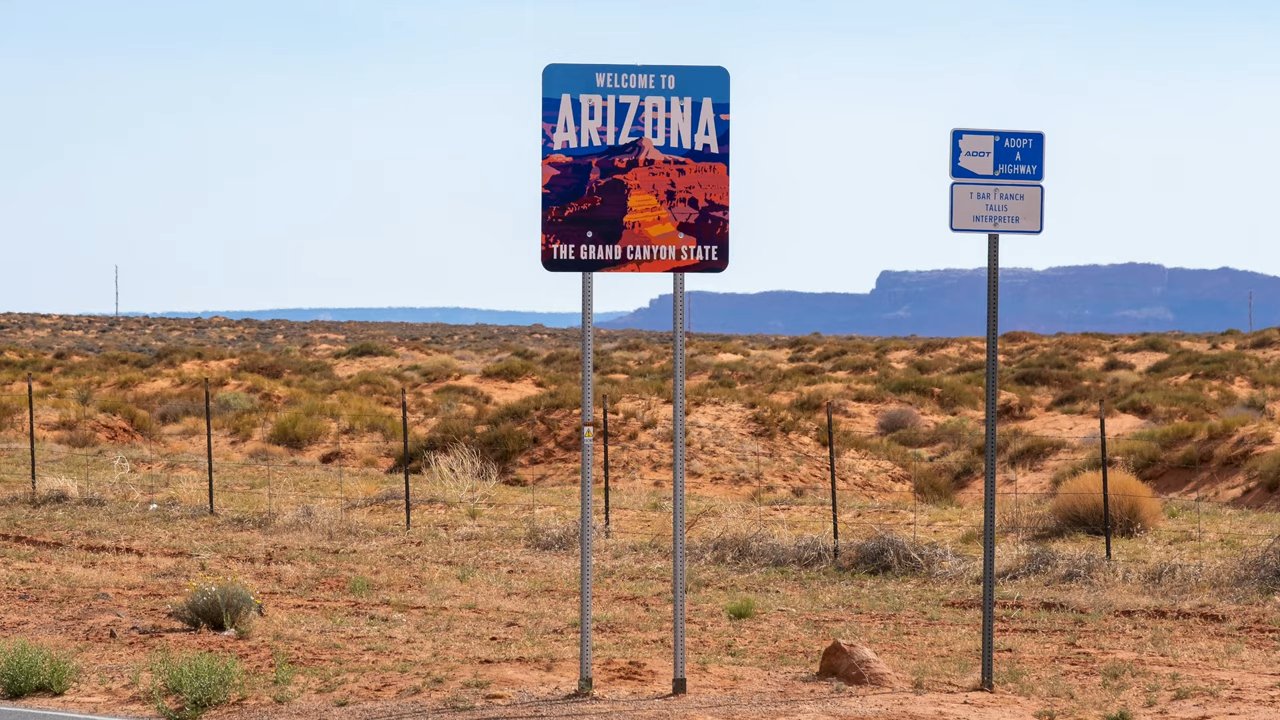 WELCOME TO
ARIZONA
THE GRAND CANYON STATE
ADOT
ADOPT
A
HIGHWAY
T BAR T RANCH
TALLIS
INTERPRETER